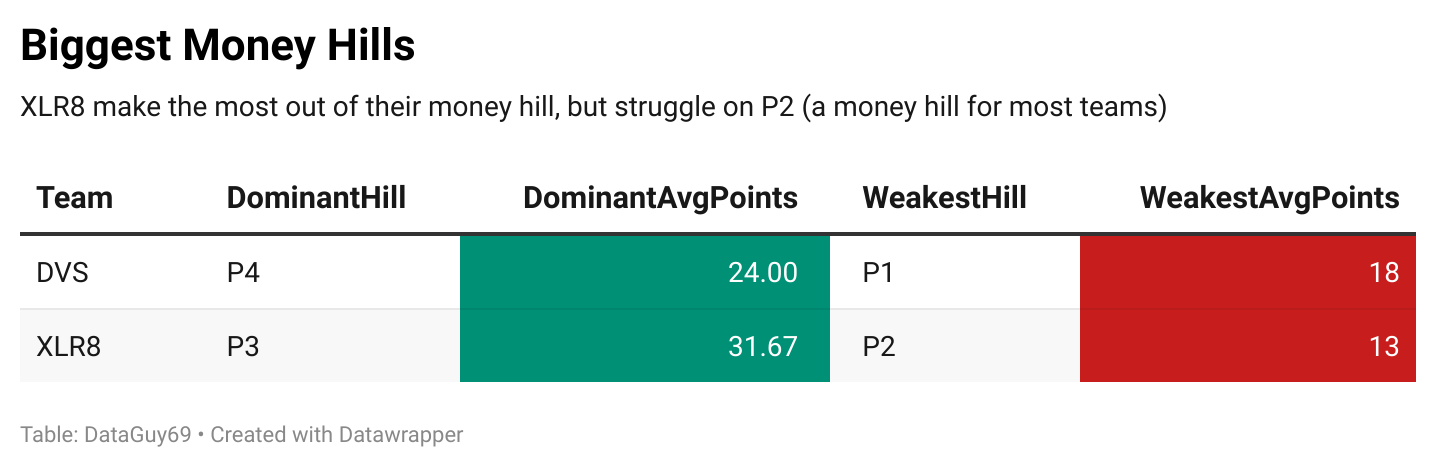 Biggest Money Hills
XLR8 make the most out of their money hill, but struggle on P2 (a money hill for most teams)
Team DominantHill DominantAvgPoints WeakestHill WeakestAvgPoints
DVS P4 24.00 P1 18
XLR8 P3 31.67 P2 13
Table: DataGuy69 • Created with Datawrapper